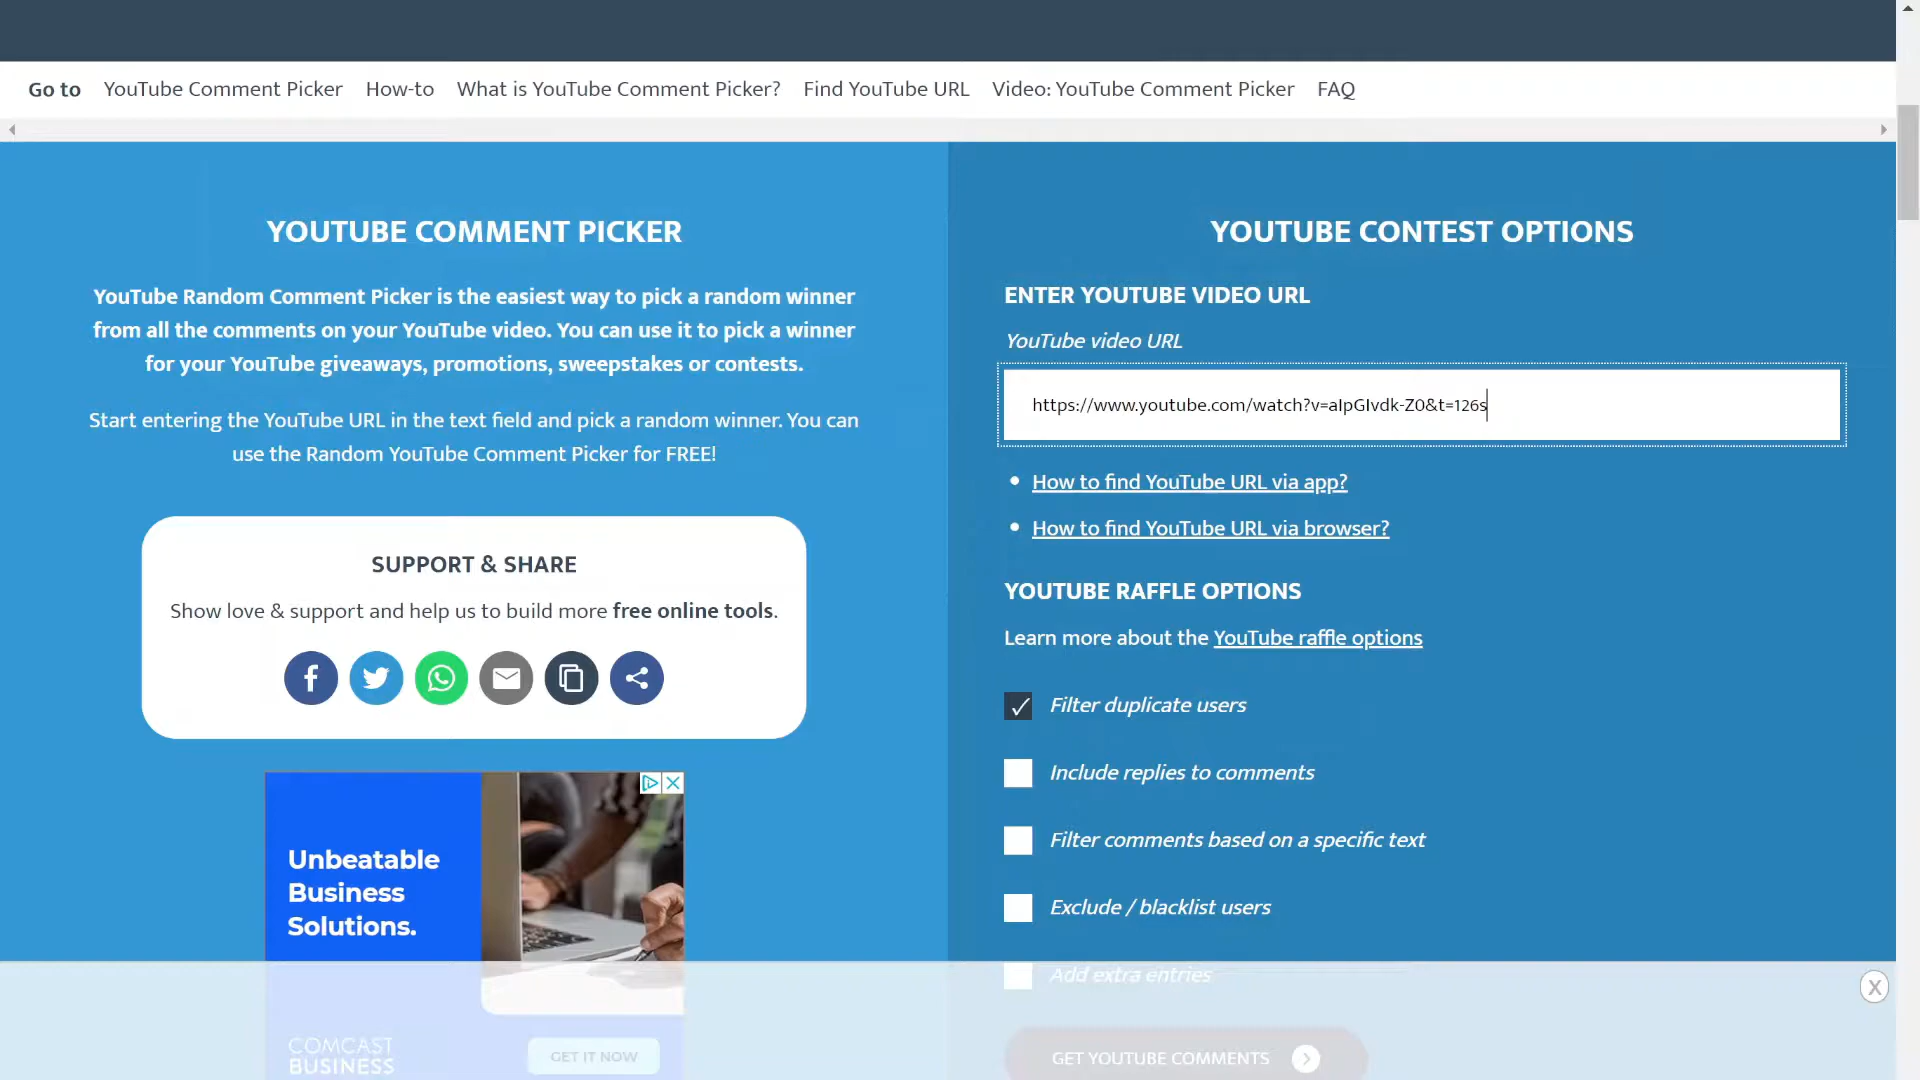 Go to YouTube Comment Picker How-to What is YouTube Comment Picker? Find YouTube URL Video: YouTube Comment Picker FAQ
YOUTUBE COMMENT PICKER
YouTube Random Comment Picker is the easiest way to pick a random winner
from all the comments on your YouTube video. You can use it to pick a winner
for your YouTube giveaways, promotions, sweepstakes or contests.
Start entering the YouTube URL in the text field and pick a random winner. You can
use the Random YouTube Comment Picker for FREE!
SUPPORT & SHARE
Show love & support and help us to build more free online tools.
Unbeatable
Business
Solutions.
COMCAST
BUSINESS
GET IT NOW
YOUTUBE CONTEST OPTIONS
ENTER YOUTUBE VIDEO URL
YouTube video URL
https://www.youtube.com/watch?v=aIpGIvdk-Z0&t=126s
How to find YouTube URL via app?
How to find YouTube URL via browser?
YOUTUBE RAFFLE OPTIONS
Learn more about the YouTube raffle options
Filter duplicate users
Include replies to comments
Filter comments based on a specific text
Exclude / blacklist users
Add extra entries
GET YOUTUBE COMMENTS
X